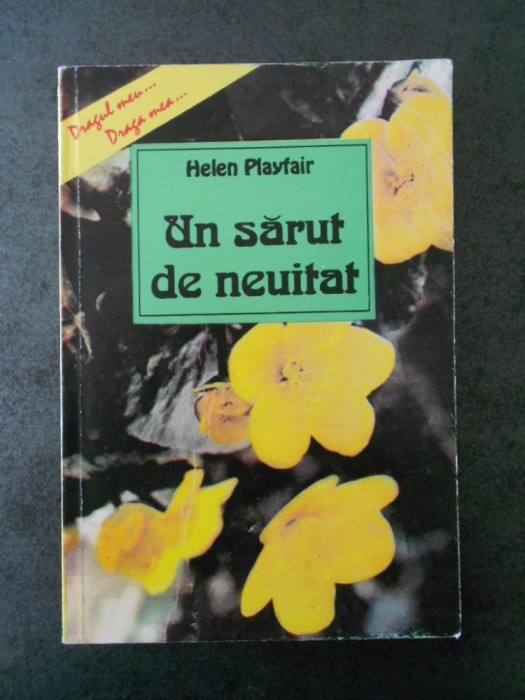 Dragul meu...
Draga mea...
Helen Playfair
Un sărut
de neuitat